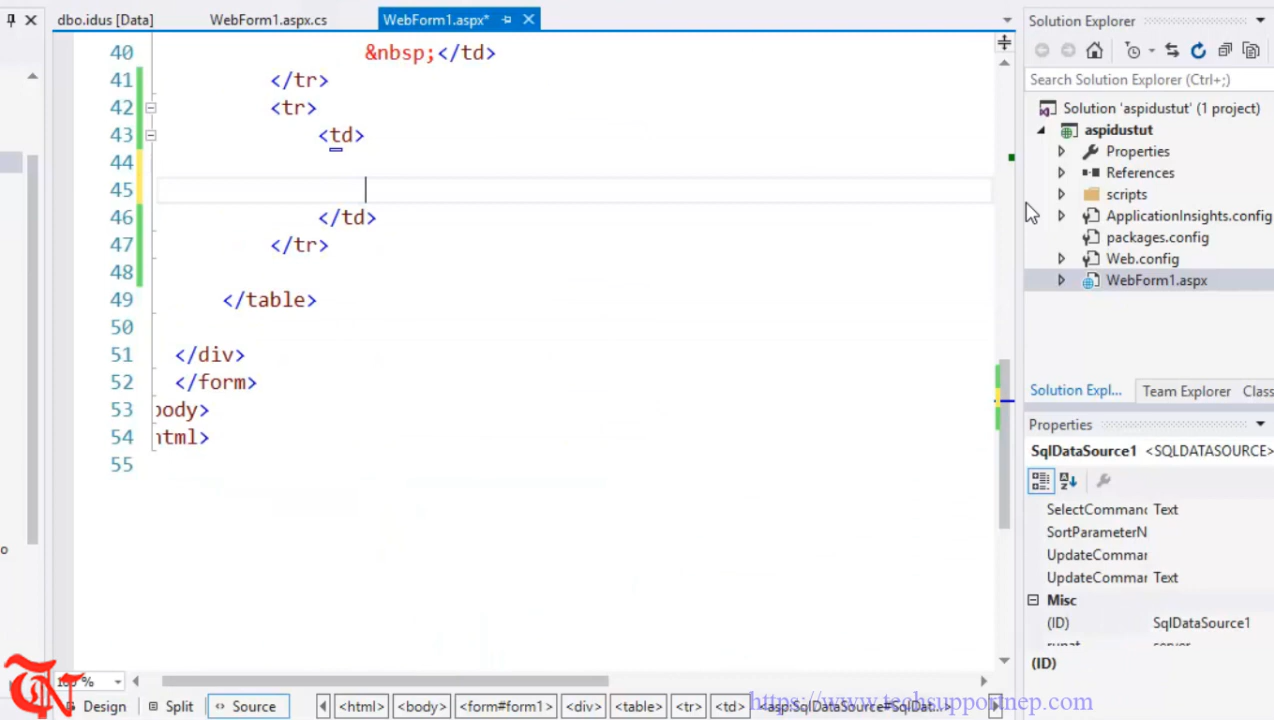 dbo.idus [Data] WebForm1.aspx.cs WebForm1.aspx*
40 &nbsp;</td>
41 </tr>
42 <tr>
43 <td>
44
45
46 </td>
47 </tr>
48
49 </table>
50
51 </div>
52 </form>
53 body>
54 html>
55
Solution Explorer
Search Solution Explorer (Ctrl+;)
Solution 'aspidustut' (1 project)
aspidustut
Properties
References
scripts
ApplicationInsights.config
packages.config
Web.config
WebForm1.aspx
Solution Expl... Team Explorer Class
Properties
SqlDataSource1 <SQLDATASOURCE>
SelectCommand Text
SortParameterN
UpdateCommar
UpdateCommar Text
Misc
(ID) SqlDataSource1
runat server
(ID)
%
Design Split Source <html> <body> <form#form1> <div> <table> <tr> <td> <asp:SqlDataSource#SqlDat...>
https://www.techsupportnep.com
TN